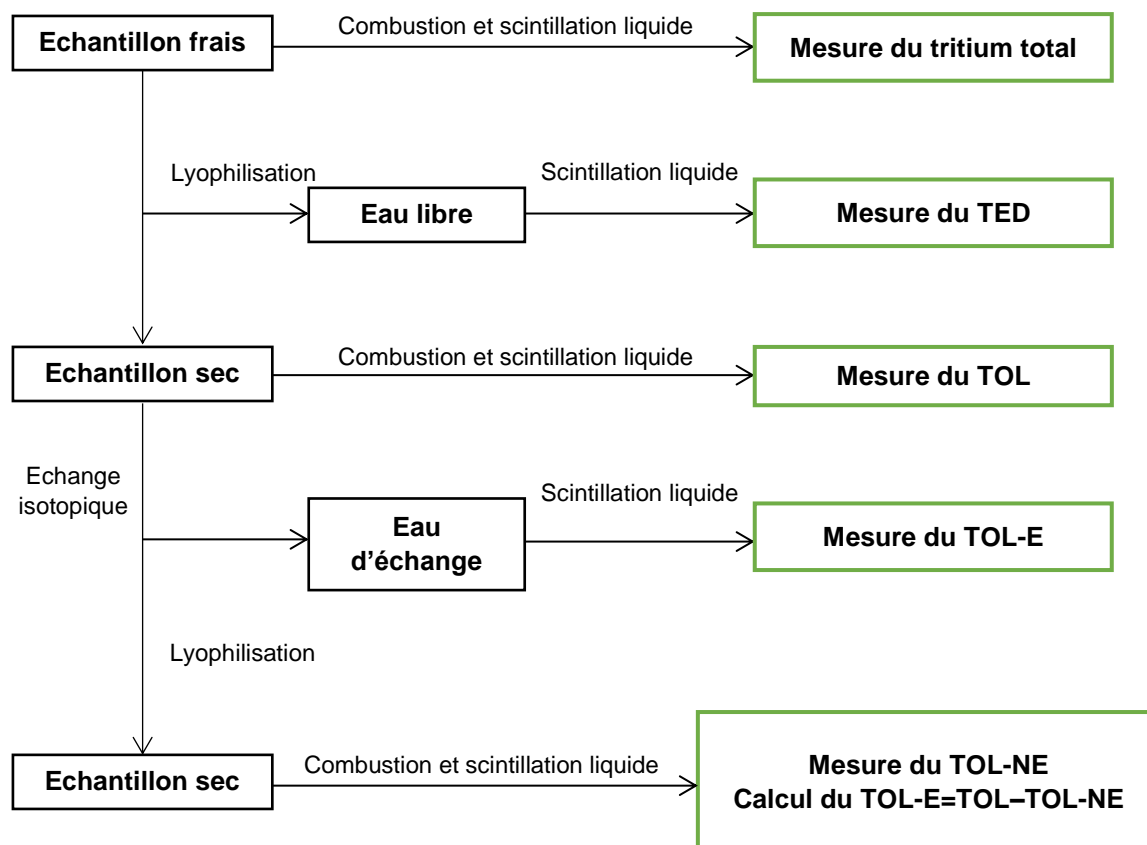 Combustion et scintillation liquide
Echantillon frais
Mesure du tritium total
Lyophilisation
Scintillation liquide
Eau libre
Mesure du TED
Combustion et scintillation liquide
Echantillon sec
Mesure du TOL
Echange
isotopique
Scintillation liquide
Eau
d’échange
Mesure du TOL-E
Lyophilisation
Combustion et scintillation liquide
Echantillon sec
Mesure du TOL-NE
Calcul du TOL-E=TOL–TOL-NE